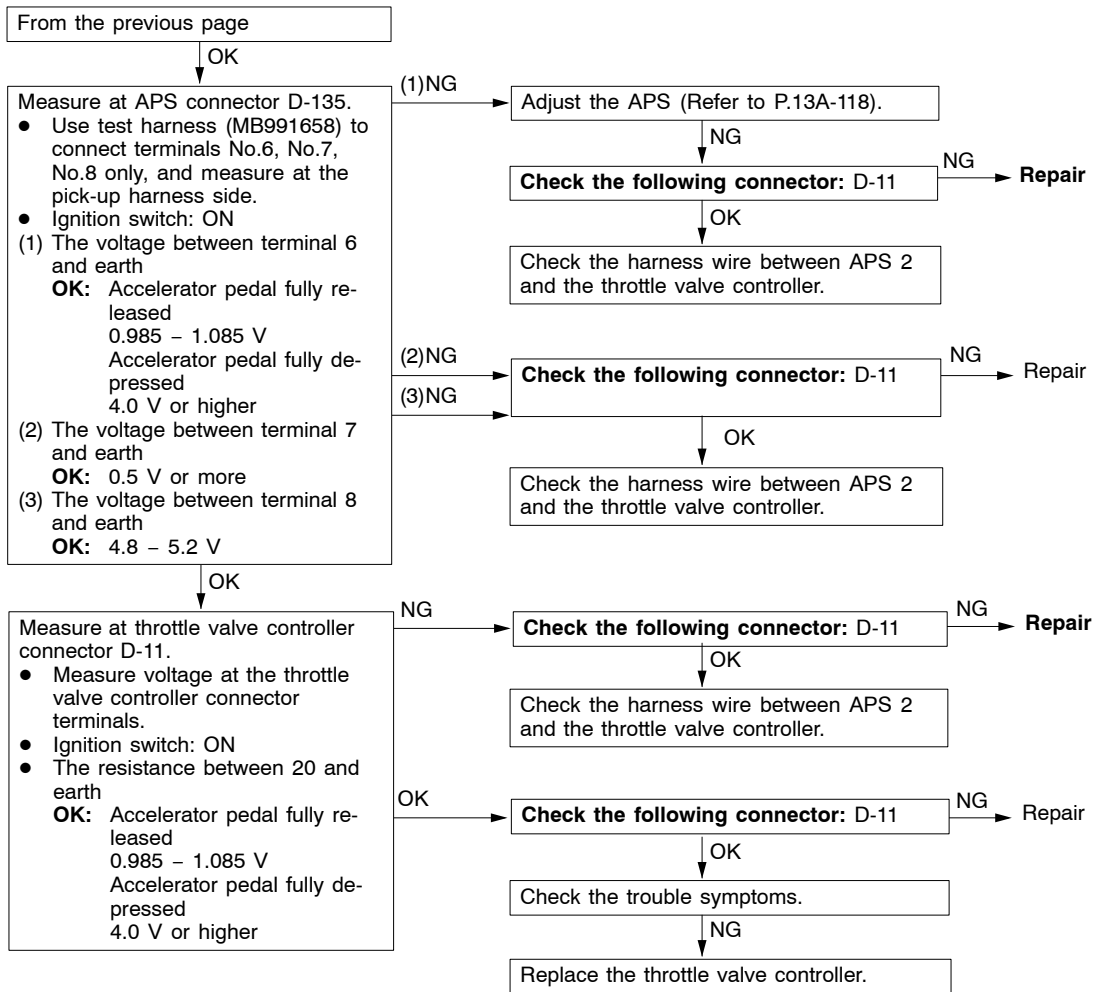 From the previous page
OK
Measure at APS connector D-135.
● Use test harness (MB991658) to
connect terminals No.6, No.7,
No.8 only, and measure at the
pick-up harness side.
● Ignition switch: ON
(1) The voltage between terminal 6
and earth
OK: Accelerator pedal fully re-
leased
0.985 – 1.085 V
Accelerator pedal fully de-
pressed
4.0 V or higher
(2) The voltage between terminal 7
and earth
OK: 0.5 V or more
(3) The voltage between terminal 8
and earth
OK: 4.8 – 5.2 V
(1)NG
Adjust the APS (Refer to P.13A-118).
NG
Check the following connector: D-11
NG
Repair
OK
Check the harness wire between APS 2
and the throttle valve controller.
(2)NG
(3)NG
Check the following connector: D-11
NG
Repair
OK
Check the harness wire between APS 2
and the throttle valve controller.
OK
Measure at throttle valve controller
connector D-11.
● Measure voltage at the throttle
valve controller connector
terminals.
● Ignition switch: ON
● The resistance between 20 and
earth
OK: Accelerator pedal fully re-
leased
0.985 – 1.085 V
Accelerator pedal fully de-
pressed
4.0 V or higher
NG
Check the following connector: D-11
NG
Repair
OK
Check the harness wire between APS 2
and the throttle valve controller.
OK
Check the following connector: D-11
NG
Repair
OK
Check the trouble symptoms.
NG
Replace the throttle valve controller.